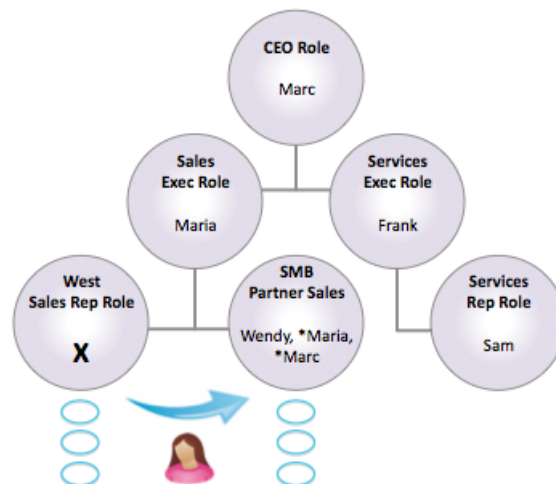 CEO Role
Marc
Sales
Exec Role
Maria
Services
Exec Role
Frank
West
Sales Rep Role
X
SMB
Partner Sales
Wendy, *Maria,
*Marc
Services
Rep Role
Sam